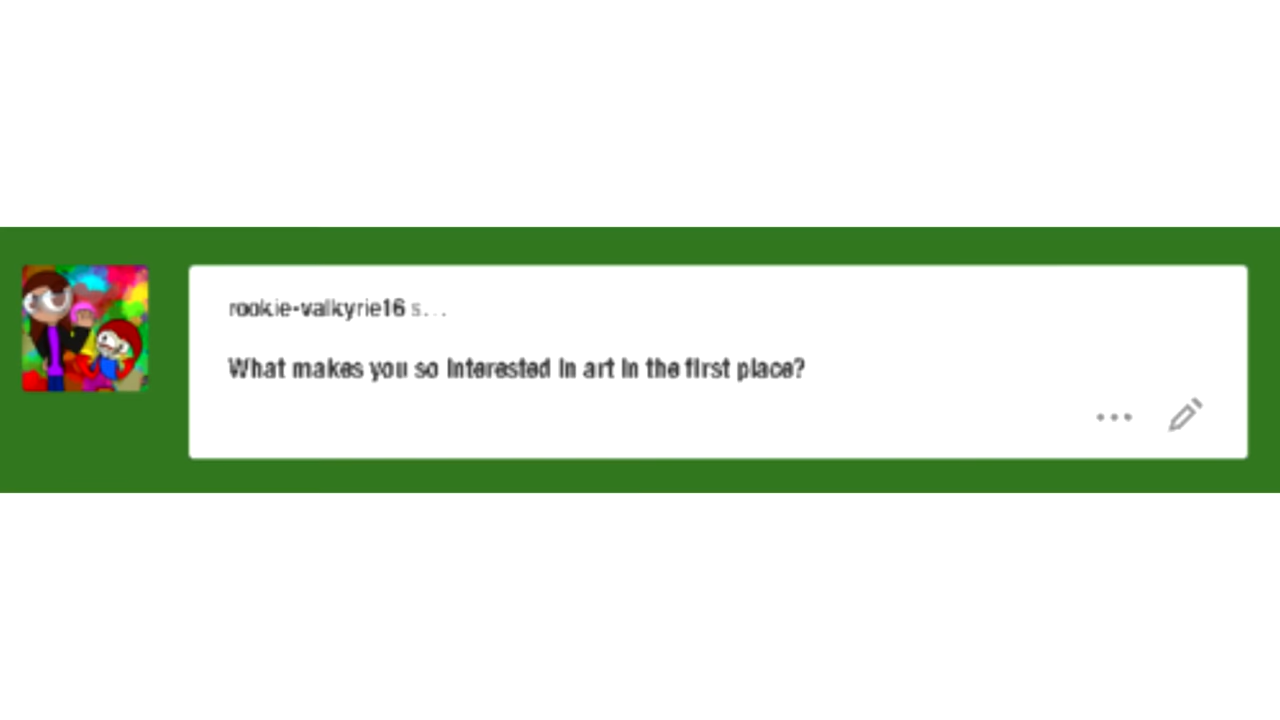 rookie-valkyrie16 s...
What makes you so interested in art in the first place?